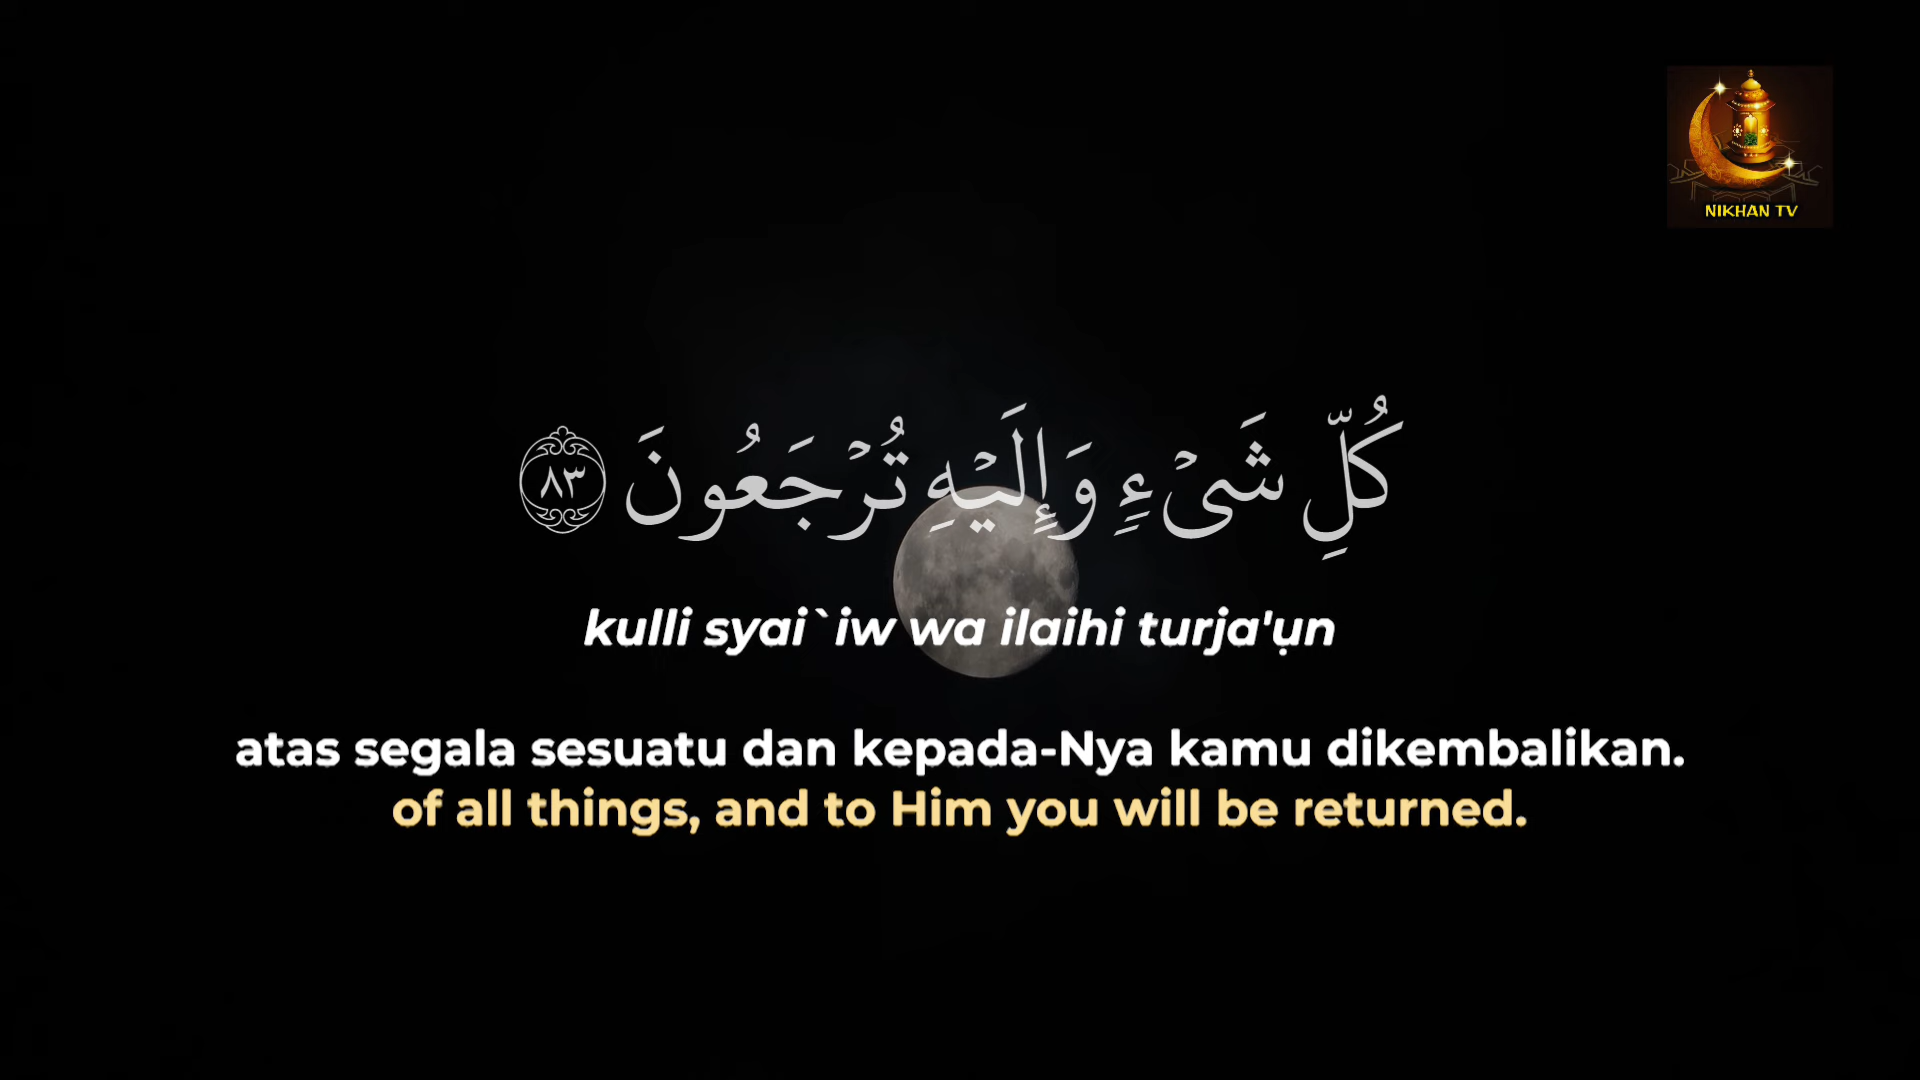 NIKHAN TV
كُلِّ شَىْءٍ وَإِلَيْهِ تُرْجَعُونَ ٨٣
kulli syai`iw wa ilaihi turja'ụn
atas segala sesuatu dan kepada-Nya kamu dikembalikan.
of all things, and to Him you will be returned.